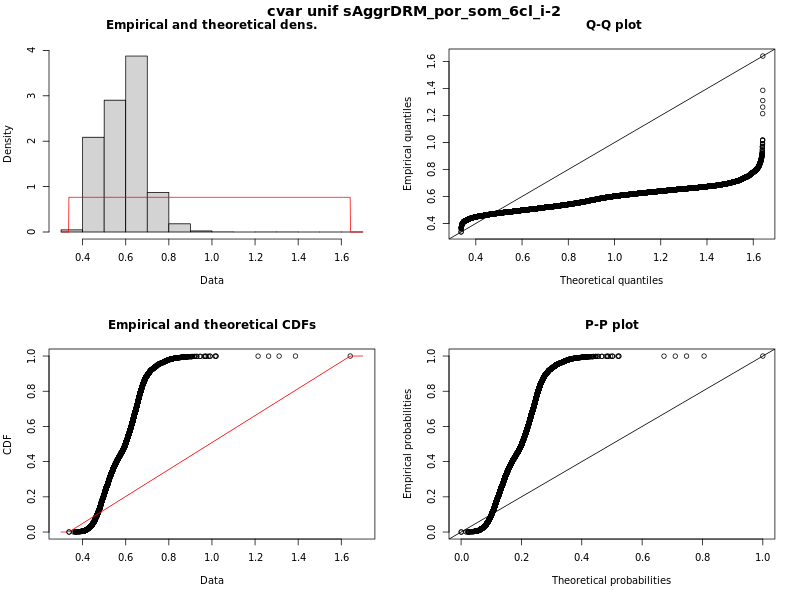 cvar unif sAggrDRM_por_som_6cl_i-2
Empirical and theoretical dens.
Density
0 1 2 3 4
0.4 0.6 0.8 1.0 1.2 1.4 1.6
Data
Q-Q plot
Empirical quantiles
0.4 0.6 0.8 1.0 1.2 1.4 1.6
0.4 0.6 0.8 1.0 1.2 1.4 1.6
Theoretical quantiles
Empirical and theoretical CDFs
CDF
0.0 0.2 0.4 0.6 0.8 1.0
0.4 0.6 0.8 1.0 1.2 1.4 1.6
Data
P-P plot
Empirical probabilities
0.0 0.2 0.4 0.6 0.8 1.0
0.0 0.2 0.4 0.6 0.8 1.0
Theoretical probabilities